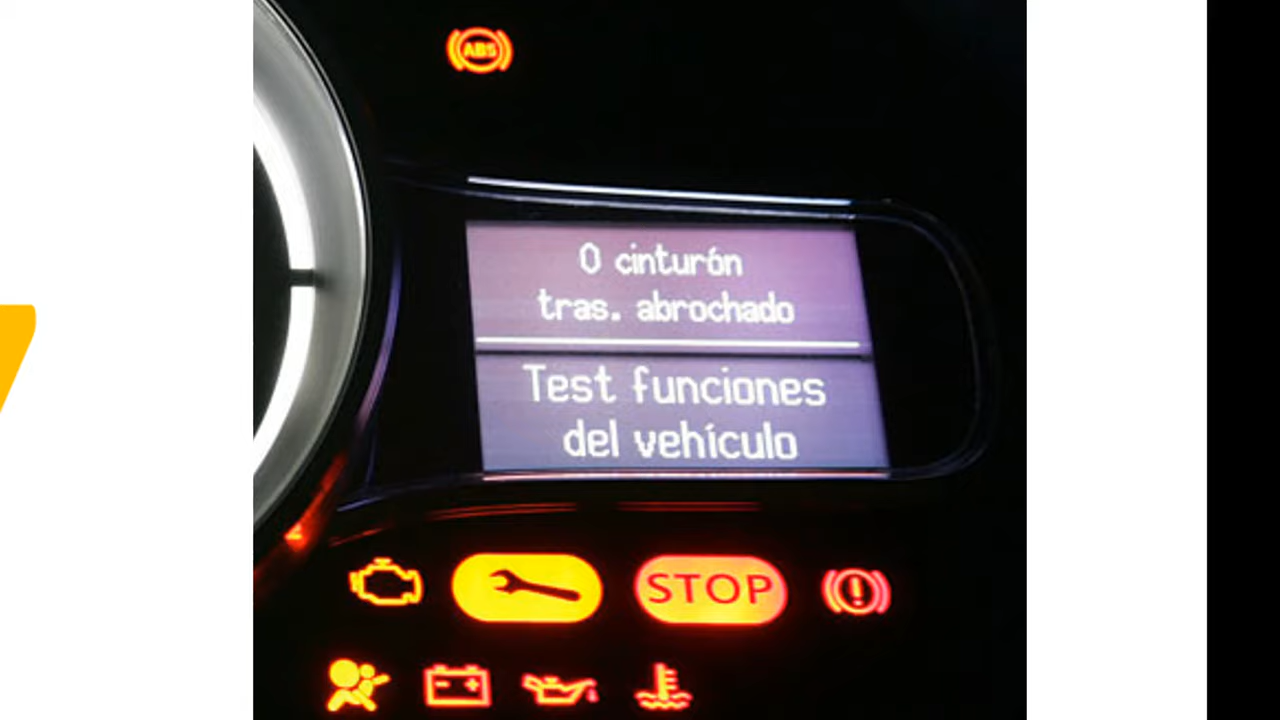 ABS
0 cinturón
tras. abrochado
Test funciones
del vehículo
STOP